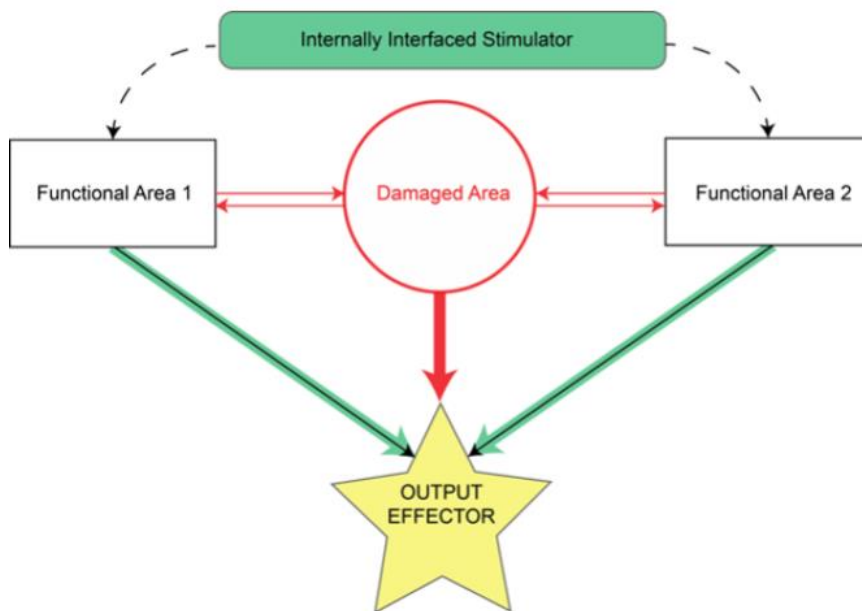 Internally Interfaced Stimulator
Functional Area 1
Damaged Area
Functional Area 2
OUTPUT
EFFECTOR